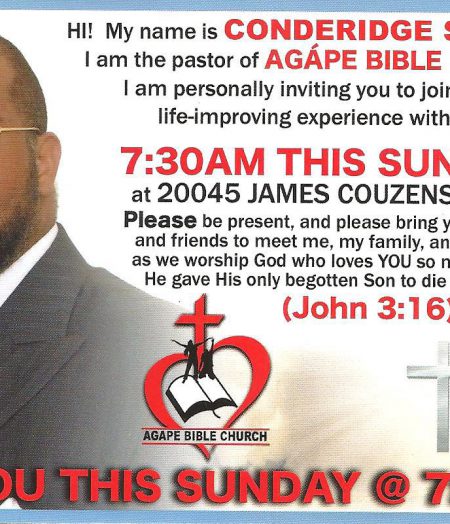 HI! My name is CONDERIDGE S
I am the pastor of AGÁPE BIBLE
I am personally inviting you to join
life-improving experience with
7:30AM THIS SUN
at 20045 JAMES COUZENS
Please be present, and please bring y
and friends to meet me, my family, an
as we worship God who loves YOU so
He gave His only begotten Son to die
(John 3:16)
AGAPE BIBLE CHURCH
OU THIS SUNDAY @ 7